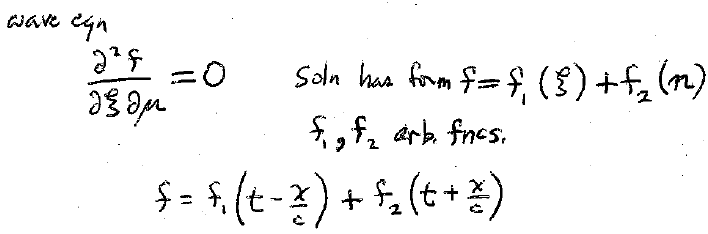 wave eqn
∂²f/∂ξ∂η = 0   Soln has form f = f₁(ξ) + f₂(η)
f₁, f₂ arb. fncs.
f = f₁(t - x/c) + f₂(t + x/c)